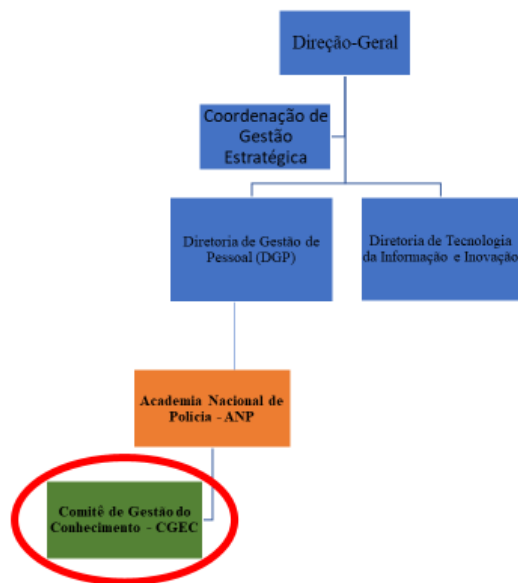 Direção-Geral
Coordenação de
Gestão
Estratégica
Diretoria de Gestão de
Pessoal (DGP)
Diretoria de Tecnologia
da Informação e Inovação
Academia Nacional de
Polícia - ANP
Comitê de Gestão do
Conhecimento - CGEC